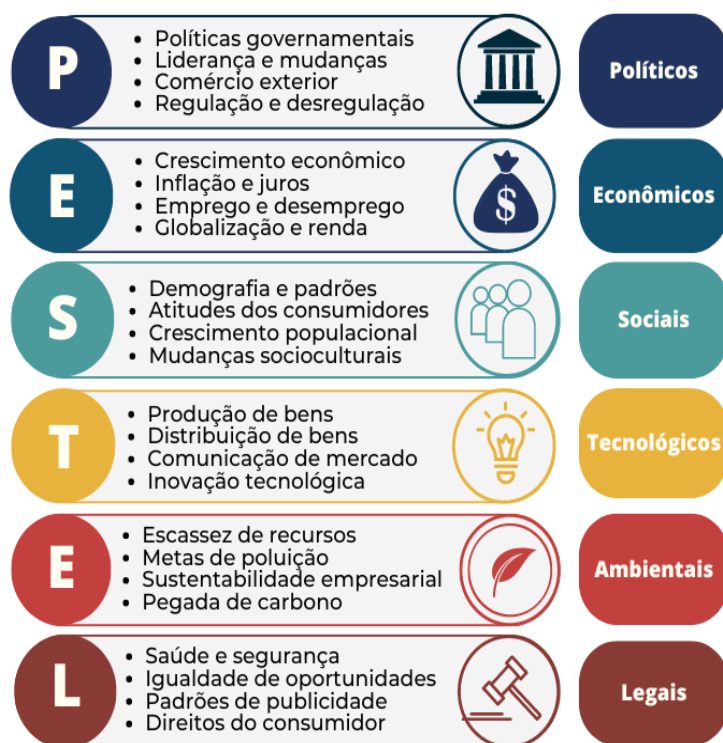 P
• Políticas governamentais
• Liderança e mudanças
• Comércio exterior
• Regulação e desregulação
Políticos
E
• Crescimento econômico
• Inflação e juros
• Emprego e desemprego
• Globalização e renda
$
Econômicos
S
• Demografia e padrões
• Atitudes dos consumidores
• Crescimento populacional
• Mudanças socioculturais
Sociais
T
• Produção de bens
• Distribuição de bens
• Comunicação de mercado
• Inovação tecnológica
Tecnológicos
E
• Escassez de recursos
• Metas de poluição
• Sustentabilidade empresarial
• Pegada de carbono
Ambientais
L
• Saúde e segurança
• Igualdade de oportunidades
• Padrões de publicidade
• Direitos do consumidor
Legais